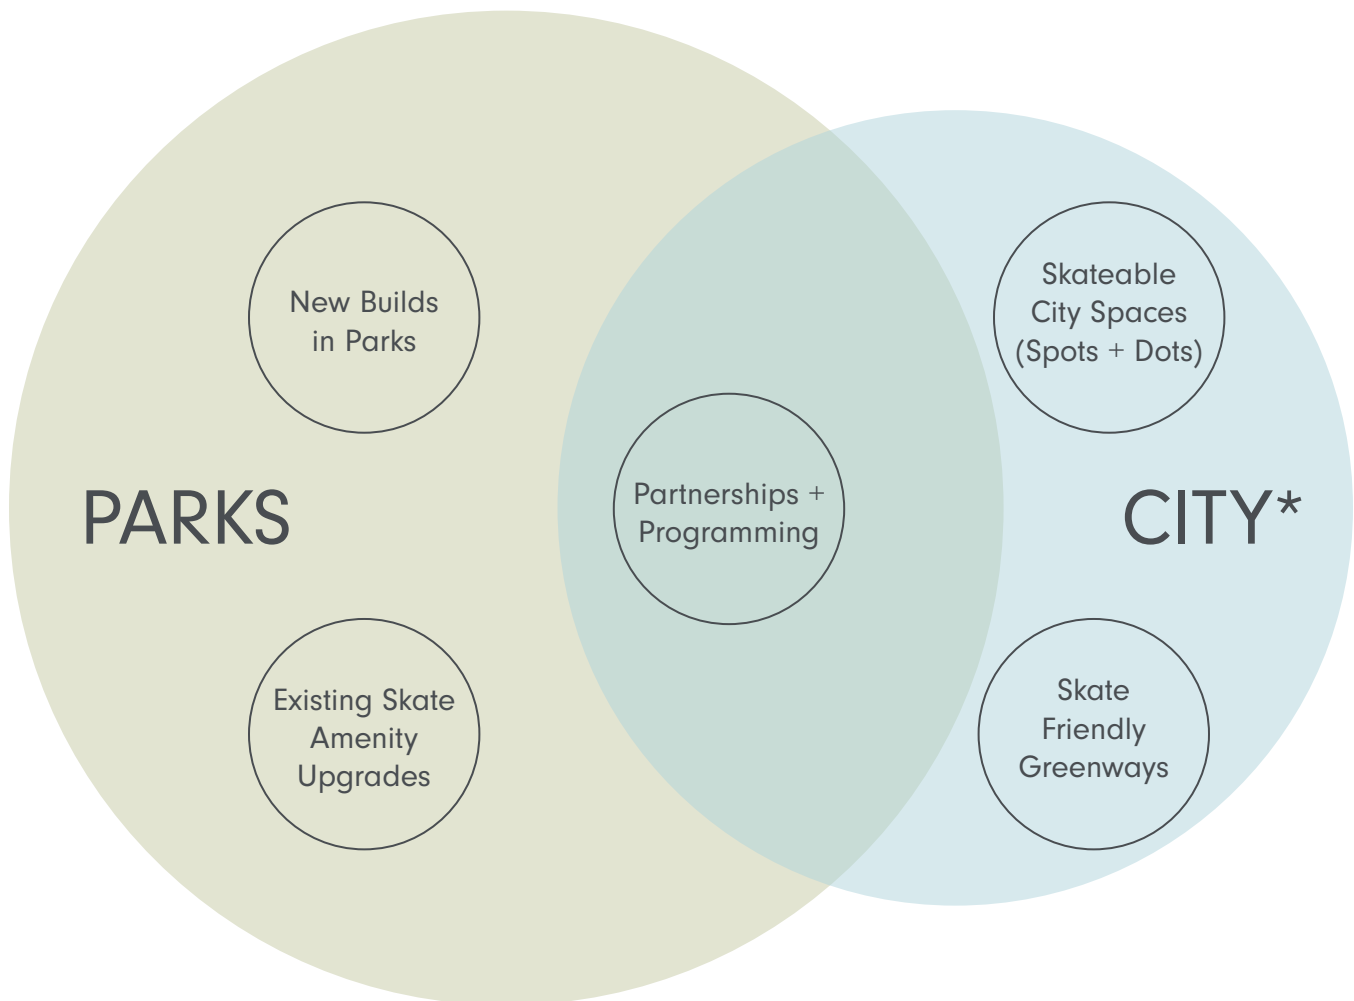 New Builds
in Parks
Skateable
City Spaces
(Spots + Dots)
PARKS
Partnerships +
Programming
CITY*
Existing Skate
Amenity
Upgrades
Skate
Friendly
Greenways